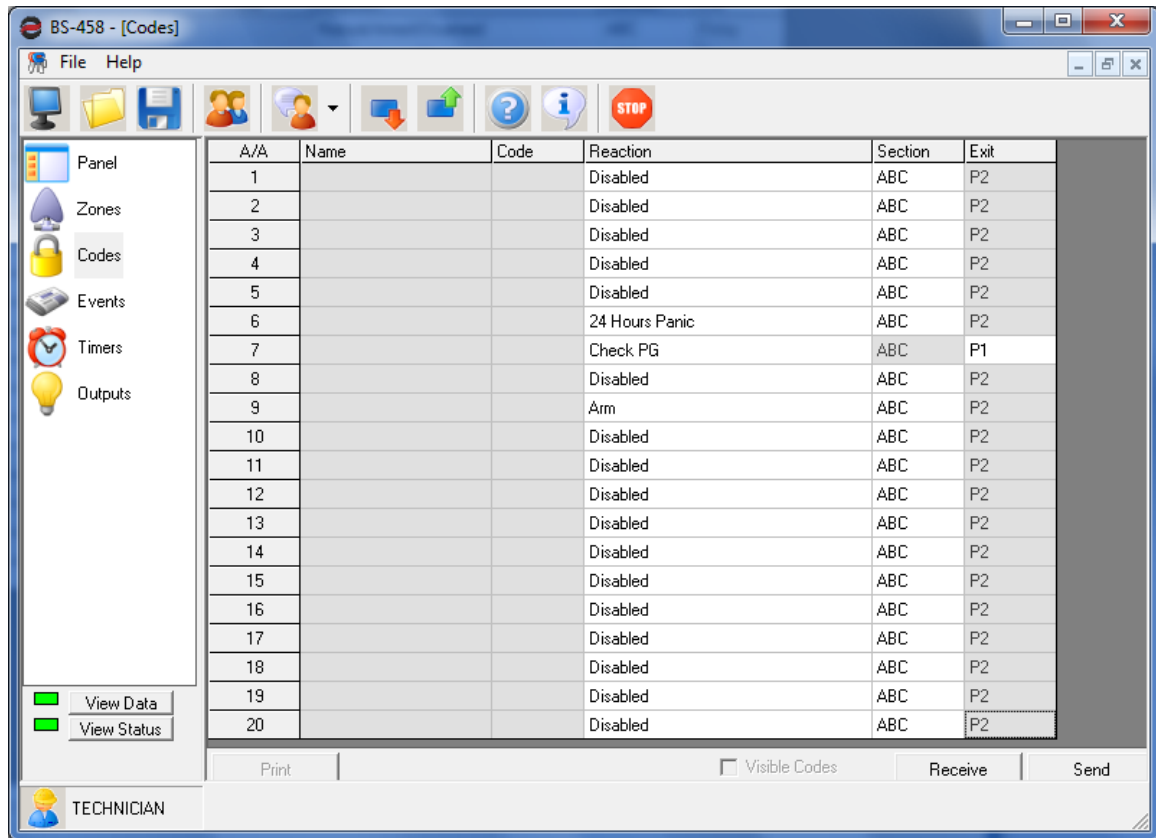 BS-458 - [Codes]
File Help
STOP
Panel
Zones
Codes
Events
Timers
Outputs
A/A Name Code Reaction Section Exit
1 Disabled ABC P2
2 Disabled ABC P2
3 Disabled ABC P2
4 Disabled ABC P2
5 Disabled ABC P2
6 24 Hours Panic ABC P2
7 Check PG ABC P1
8 Disabled ABC P2
9 Arm ABC P2
10 Disabled ABC P2
11 Disabled ABC P2
12 Disabled ABC P2
13 Disabled ABC P2
14 Disabled ABC P2
15 Disabled ABC P2
16 Disabled ABC P2
17 Disabled ABC P2
18 Disabled ABC P2
19 Disabled ABC P2
20 Disabled ABC P2
View Data
View Status
Print Visible Codes Receive Send
TECHNICIAN